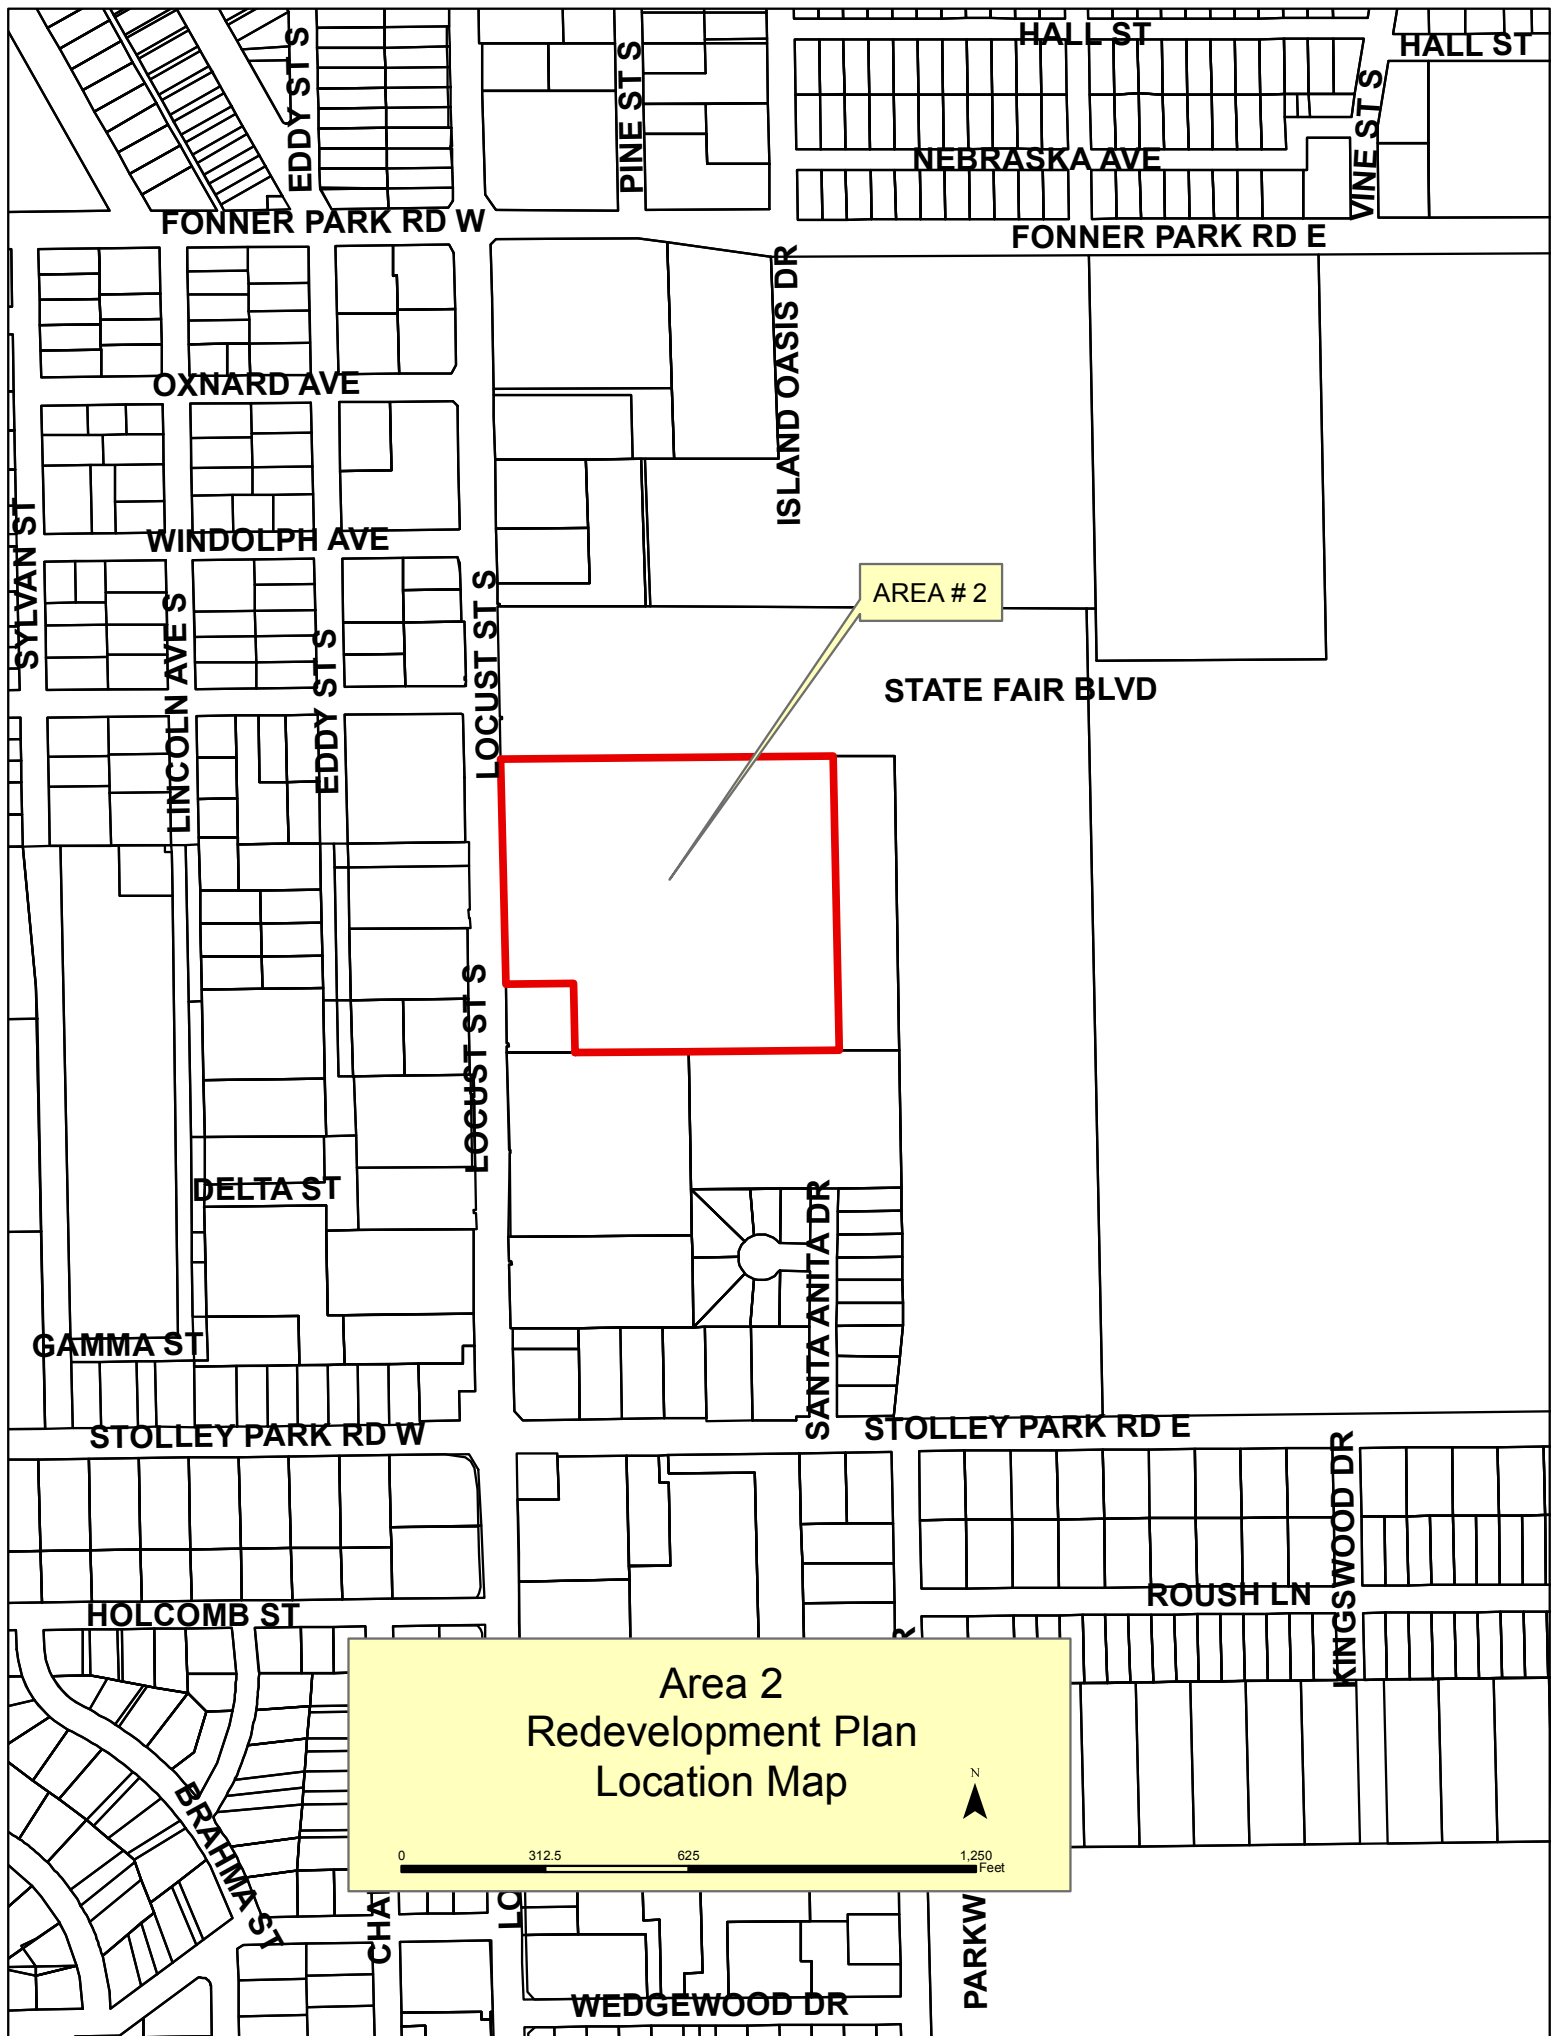 HALL ST
HALL ST
EDDY ST S
PINE ST S
VINE ST S
NEBRASKA AVE
FONNER PARK RD W
FONNER PARK RD E
ISLAND OASIS DR
OXNARD AVE
SYLVAN ST
WINDOLPH AVE
LINCOLN AVE S
EDDY ST S
LOCUST ST S
AREA # 2
STATE FAIR BLVD
LOCUST ST S
DELTA ST
SANTA ANITA DR
GAMMA ST
STOLLEY PARK RD W
STOLLEY PARK RD E
KINGSWOOD DR
ROUSH LN
HOLCOMB ST
R
Area 2
Redevelopment Plan
Location Map
N
0 312.5 625 1,250
Feet
BRAHMA ST
CHA
LO
PARKW
WEDGEWOOD DR